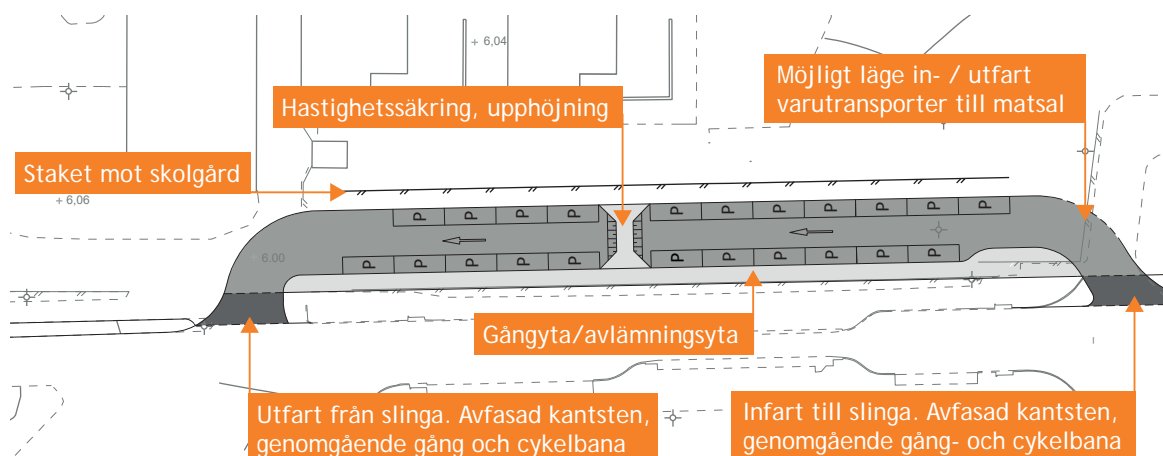 + 6,04
Möjligt läge in- / utfart
varutransporter till matsal
Hastighetssäkring, upphöjning
Staket mot skolgård
+ 6,06
P P P P P P P P P P P
+ 6.00
P P P P P P P P P P P
Gångyta/avlämningsyta
Utfart från slinga. Avfasad kantsten,
genomgående gång och cykelbana
Infart till slinga. Avfasad kantsten,
genomgående gång- och cykelbana